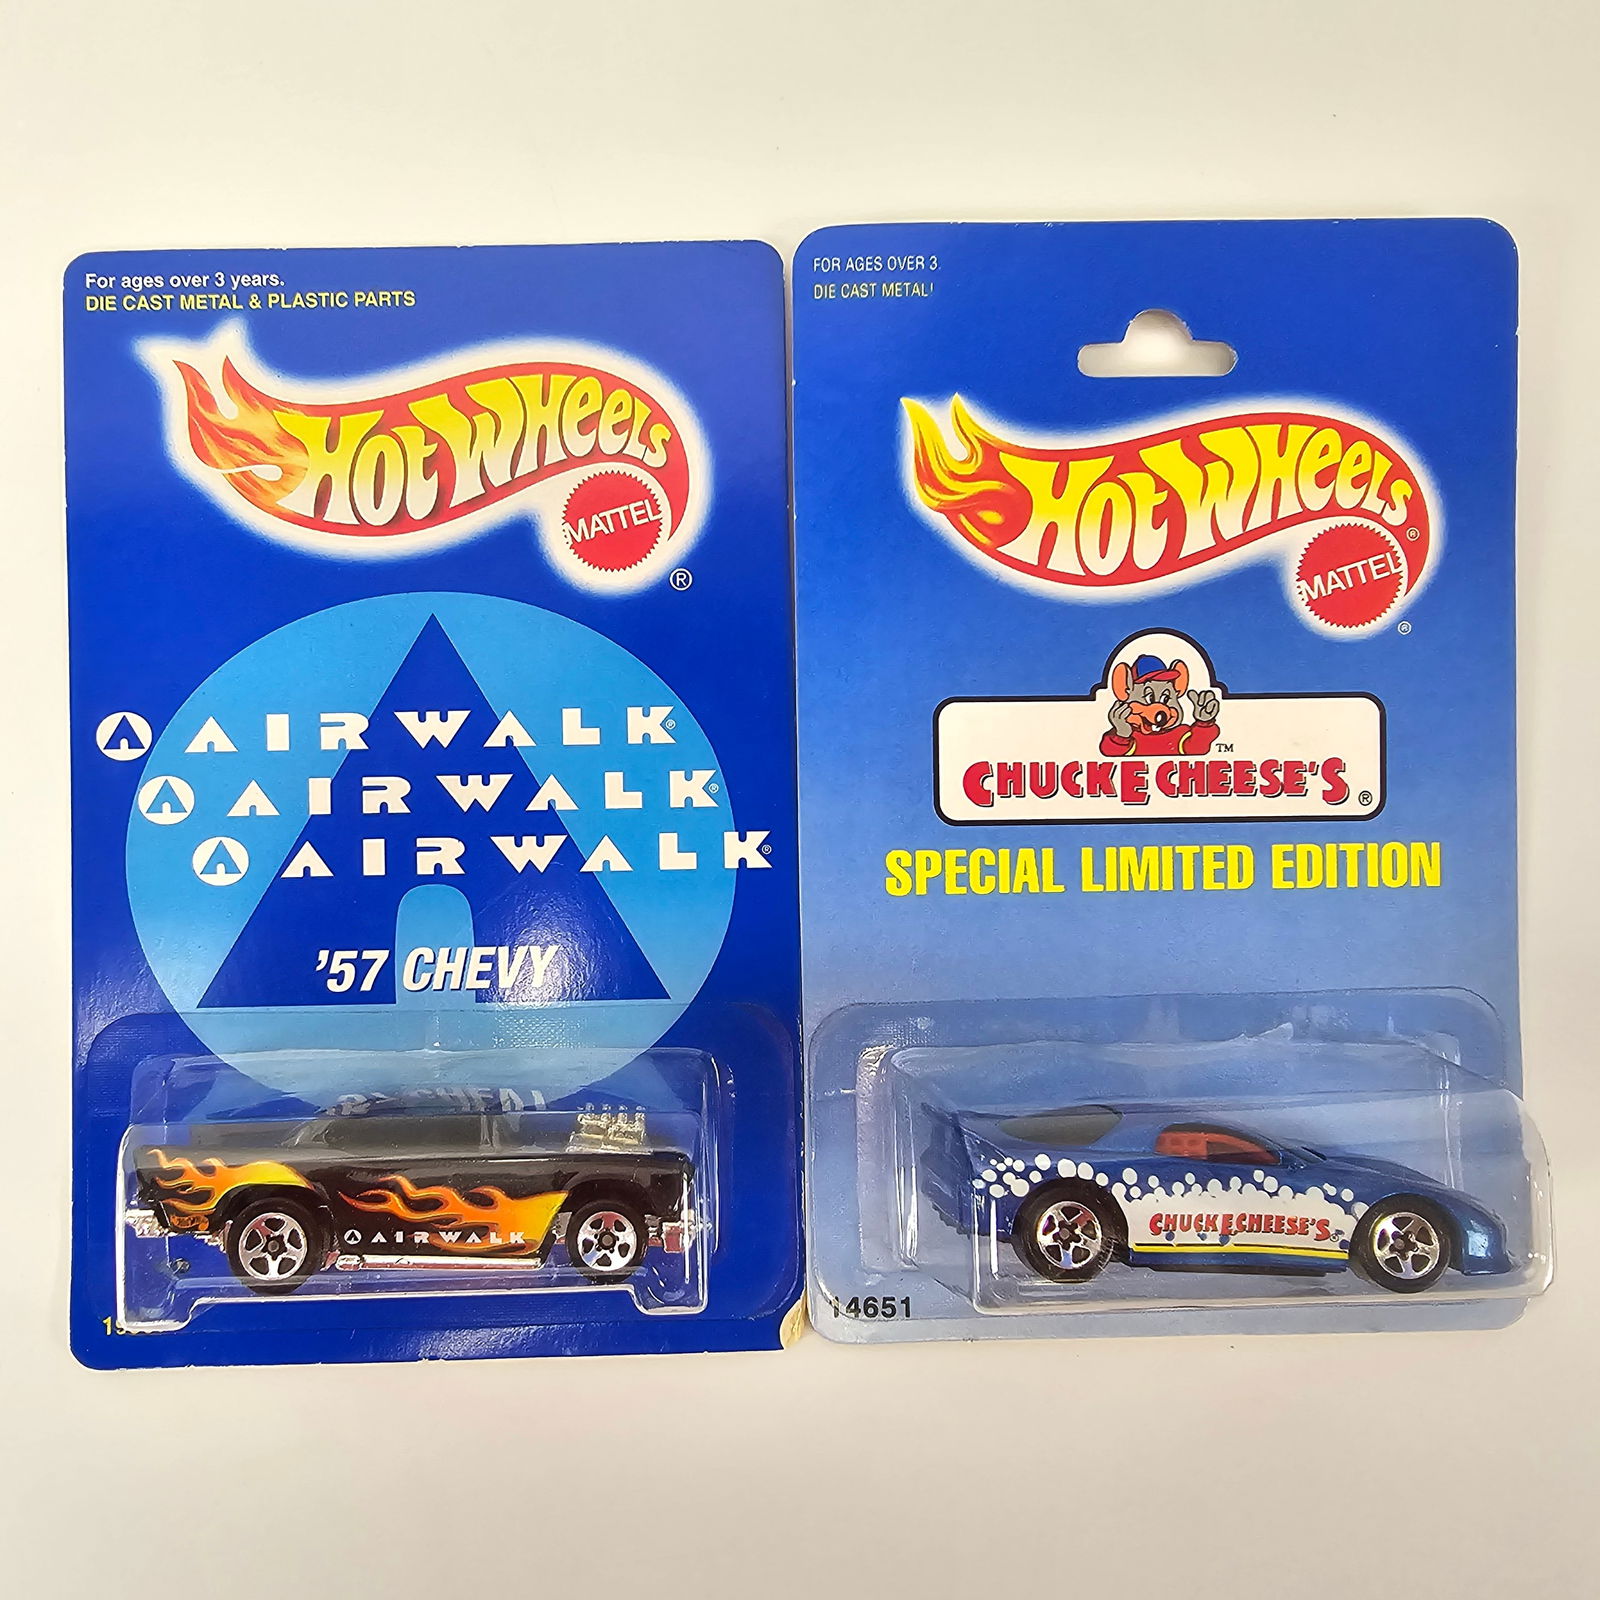 For ages over 3 years.
DIE CAST METAL & PLASTIC PARTS
HOT WHEELS
MATTEL
®
AIRWALK®
AIRWALK®
AIRWALK®
'57 CHEVY
AIRWALK
FOR AGES OVER 3.
DIE CAST METAL!
HOT WHEELS®
MATTEL
®
TM
CHUCK E CHEESE'S®
SPECIAL LIMITED EDITION
CHUCK E CHEESE'S®
14651